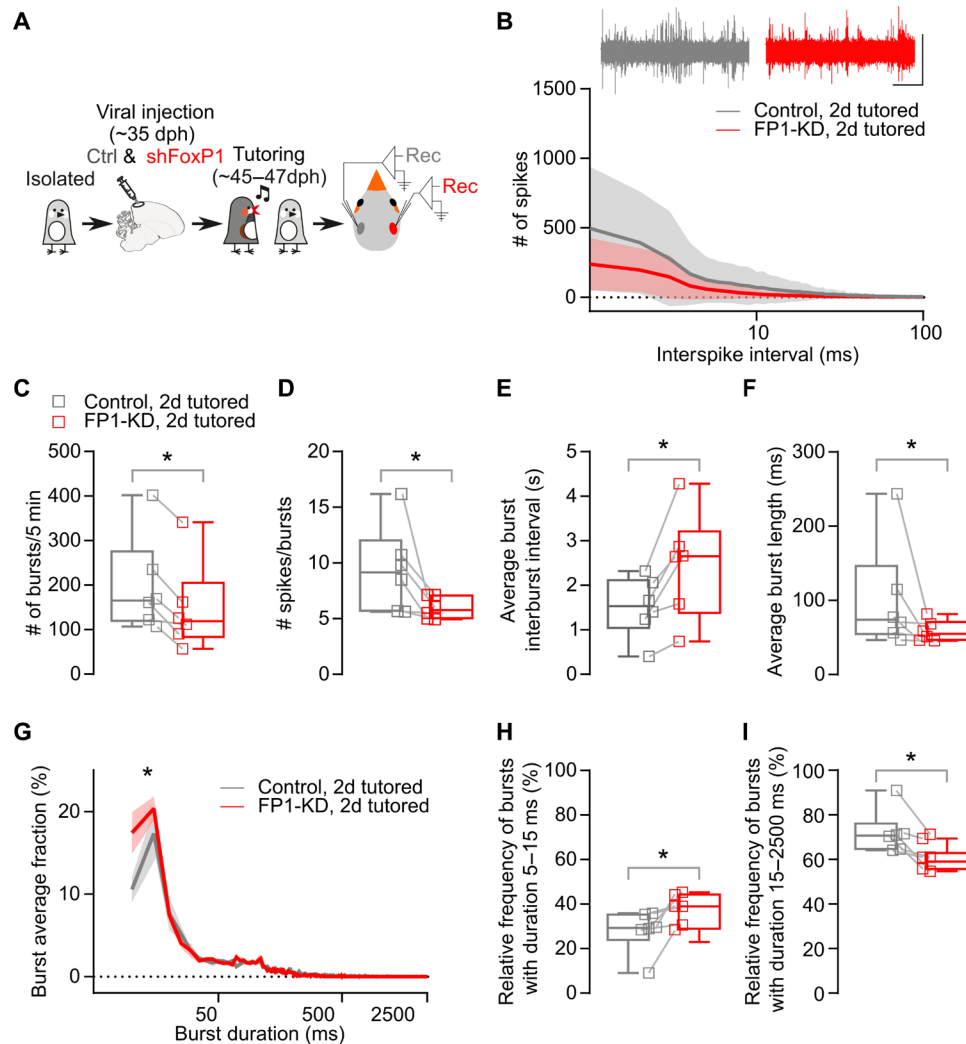 A
Viral injection
(~35 dph)
Ctrl & shFoxP1
Isolated
Tutoring
(~45–47dph)
Rec
Rec
B
1500
1000
500
0
# of spikes
Control, 2d tutored
FP1-KD, 2d tutored
10
100
Interspike interval (ms)
C
Control, 2d tutored
FP1-KD, 2d tutored
# of bursts/5 min
500
400
300
200
100
0
*
D
# spikes/bursts
20
15
10
5
0
*
E
Average burst
interburst interval (s)
5
4
3
2
1
0
*
F
Average burst length (ms)
300
200
100
0
*
G
Burst average fraction (%)
20
10
0
*
Control, 2d tutored
FP1-KD, 2d tutored
50
500
2500
Burst duration (ms)
H
Relative frequency of bursts
with duration 5–15 ms (%)
100
80
60
40
20
0
*
I
Relative frequency of bursts
with duration 15–2500 ms (%)
100
80
60
40
20
0
*